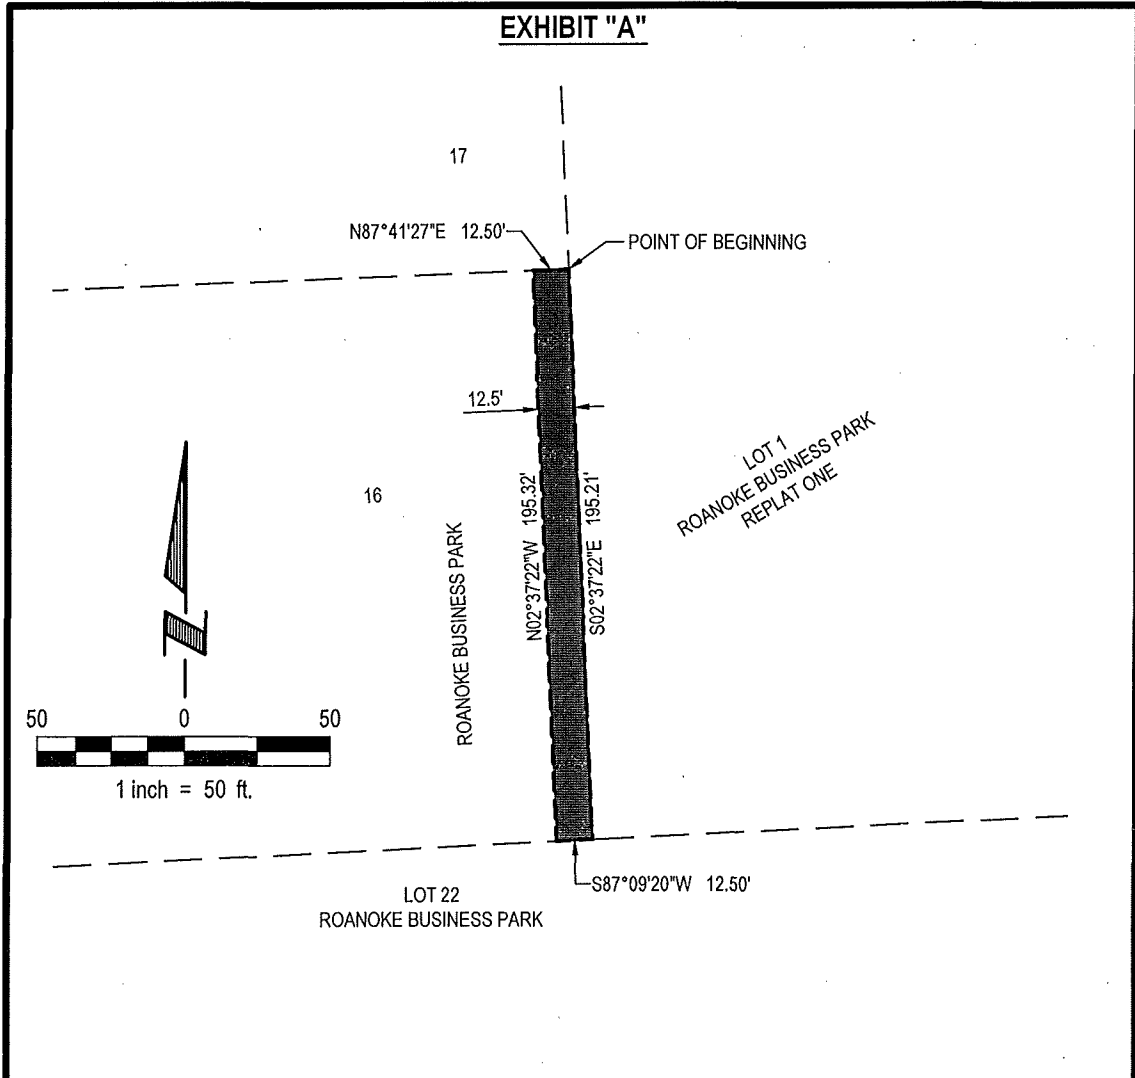 EXHIBIT "A"
17
N87°41'27"E 12.50'
POINT OF BEGINNING
12.5'
LOT 1
ROANOKE BUSINESS PARK
REPLAT ONE
16
N02°37'22"W 195.32'
S02°37'22"E 195.21'
ROANOKE BUSINESS PARK
50 0 50
1 inch = 50 ft.
S87°09'20"W 12.50'
LOT 22
ROANOKE BUSINESS PARK